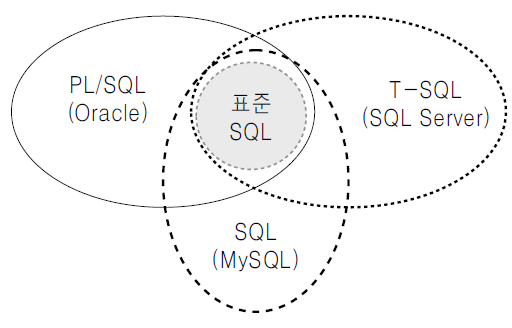 PL/SQL
(Oracle)
표준
SQL
T-SQL
(SQL Server)
SQL
(MySQL)